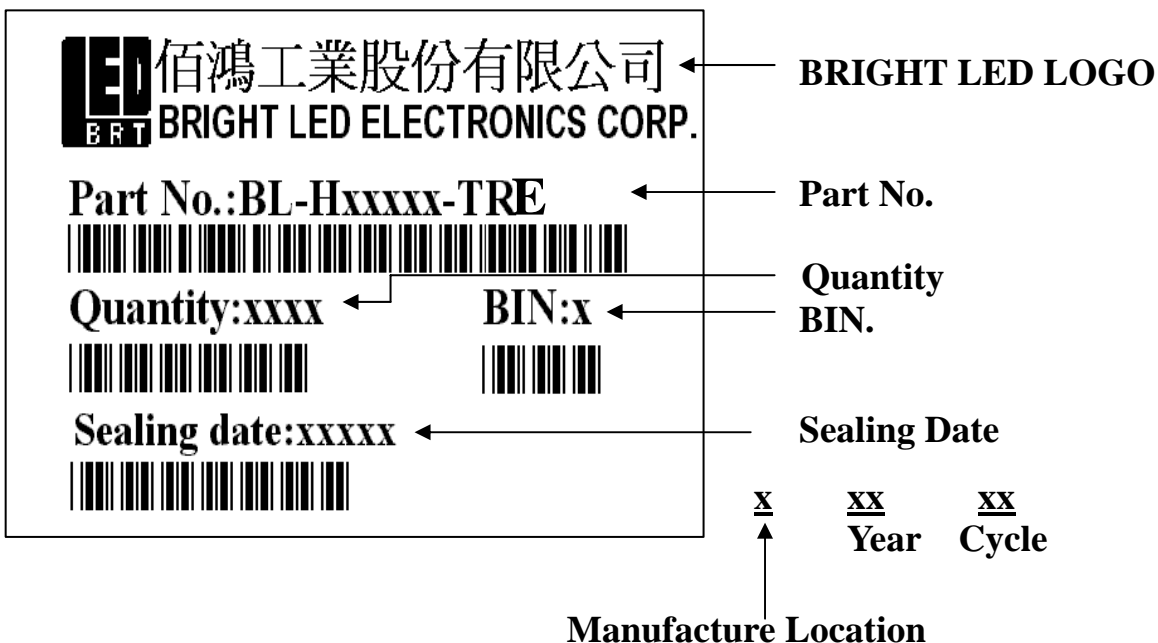 LED
BRT
佰鴻工業股份有限公司
BRIGHT LED ELECTRONICS CORP.
BRIGHT LED LOGO
Part No.:BL-Hxxxxx-TRE
Part No.
Quantity:xxxx
BIN:x
Quantity
BIN.
Sealing date:xxxxx
Sealing Date
x xx xx
Year Cycle
Manufacture Location